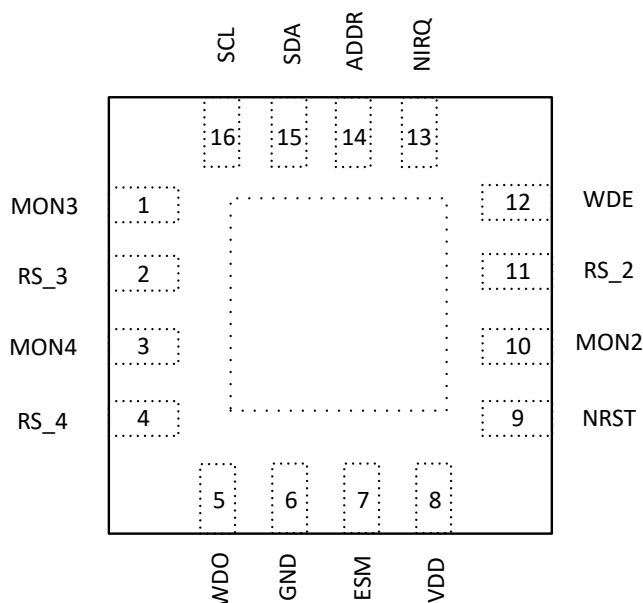 SCL SDA ADDR NIRQ
16 15 14 13
MON3 1 12 WDE
RS_3 2 11 RS_2
MON4 3 10 MON2
RS_4 4 9 NRST
5 6 7 8
WDO GND ESM VDD